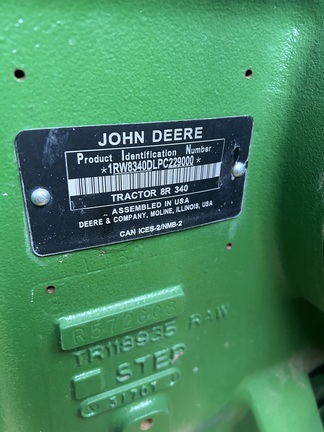 JOHN DEERE
Product Identification Number
*1RW8340DLPC229000*
TRACTOR 8R 340
ASSEMBLED IN USA
DEERE & COMPANY, MOLINE, ILLINOIS, USA
CAN ICES-2/NMB-2
TR118935 RAW
STEP